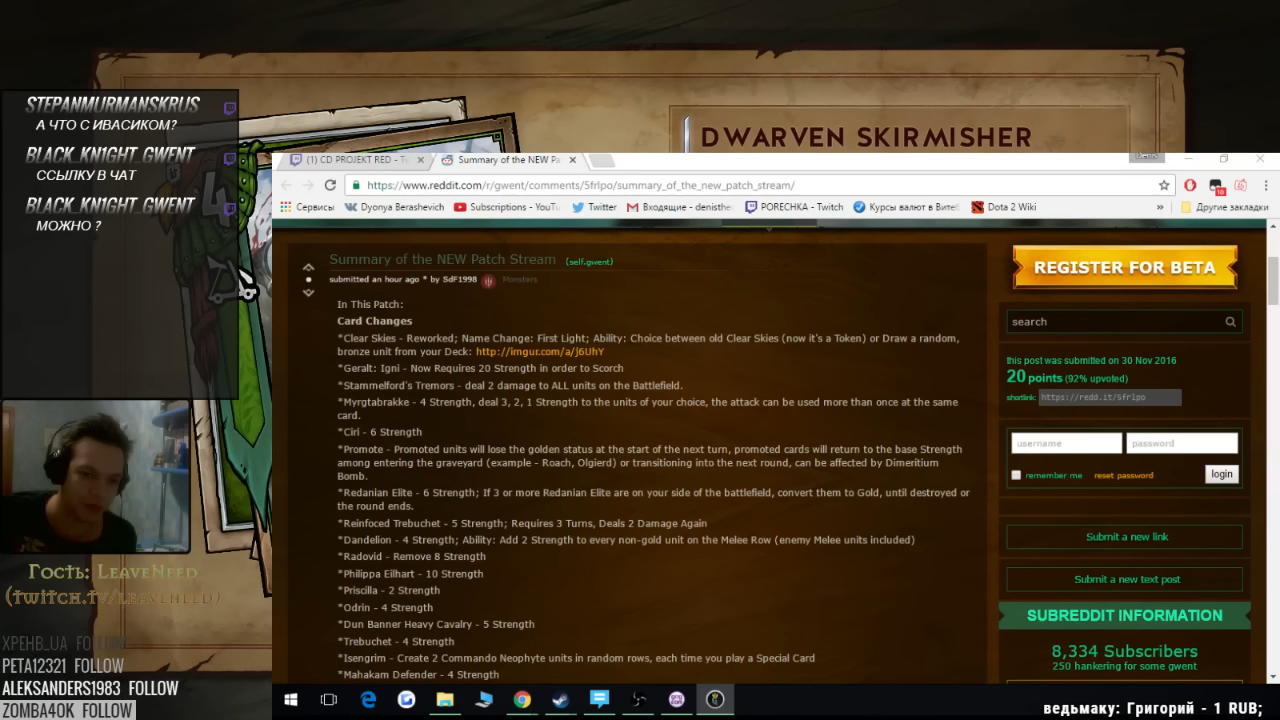 STEPANMURMANSKRUS
А ЧТО С ИВАСИКОМ?
BLACK_KN1GHT_GWENT
ССЫЛКУ В ЧАТ
BLACK_KN1GHT_GWENT
МОЖНО ?
DWARVEN SKIRMISHER
(1) CD PROJEKT RED - T
Summary of the NEW Pa
https://www.reddit.com/r/gwent/comments/5frlpo/summary_of_the_new_patch_stream/
Сервисы
Dyonya Berashevich
Subscriptions - YouTu
Twitter
Входящие - denisthe
PORECHKA - Twitch
Курсы валют в Вите
Dota 2 Wiki
»
Другие закладки
Summary of the NEW Patch Stream (self.gwent)
submitted an hour ago * by SdF1998 Monsters
In This Patch:
Card Changes
*Clear Skies - Reworked; Name Change: First Light; Ability: Choice between old Clear Skies (now it's a Token) or Draw a random,
bronze unit from your Deck: http://imgur.com/a/j6UhY
*Geralt: Igni - Now Requires 20 Strength in order to Scorch
*Stammelford's Tremors - deal 2 damage to ALL units on the Battlefield.
*Myrgtabrakke - 4 Strength, deal 3, 2, 1 Strength to the units of your choice, the attack can be used more than once at the same
card.
*Ciri - 6 Strength
*Promote - Promoted units will lose the golden status at the start of the next turn, promoted cards will return to the base Strength
among entering the graveyard (example - Roach, Olgierd) or transitioning into the next round, can be affected by Dimeritium
Bomb.
*Redanian Elite - 6 Strength; If 3 or more Redanian Elite are on your side of the battlefield, convert them to Gold, until destroyed or
the round ends.
*Reinfoced Trebuchet - 5 Strength; Requires 3 Turns, Deals 2 Damage Again
*Dandelion - 4 Strength; Ability: Add 2 Strength to every non-gold unit on the Melee Row (enemy Melee units included)
*Radovid - Remove 8 Strength
*Philippa Eilhart - 10 Strength
*Priscilla - 2 Strength
*Odrin - 4 Strength
*Dun Banner Heavy Cavalry - 5 Strength
*Trebuchet - 4 Strength
*Isengrim - Create 2 Commando Neophyte units in random rows, each time you play a Special Card
*Mahakam Defender - 4 Strength
REGISTER FOR BETA
search
this post was submitted on 30 Nov 2016
20 points (92% upvoted)
shortlink: https://redd.it/5frlpo
username
password
remember me
reset password
login
Submit a new link
Submit a new text post
SUBREDDIT INFORMATION
8,334 Subscribers
250 hankering for some gwent
Гость: LeaveNeed
(twitch.tv/leaveneed)
XPEHB_UA FOLLOW
PETA12321 FOLLOW
ALEKSANDERS1983 FOLLOW
ZOMBA4OK FOLLOW
ведьмаку: Григорий - 1 RUB;